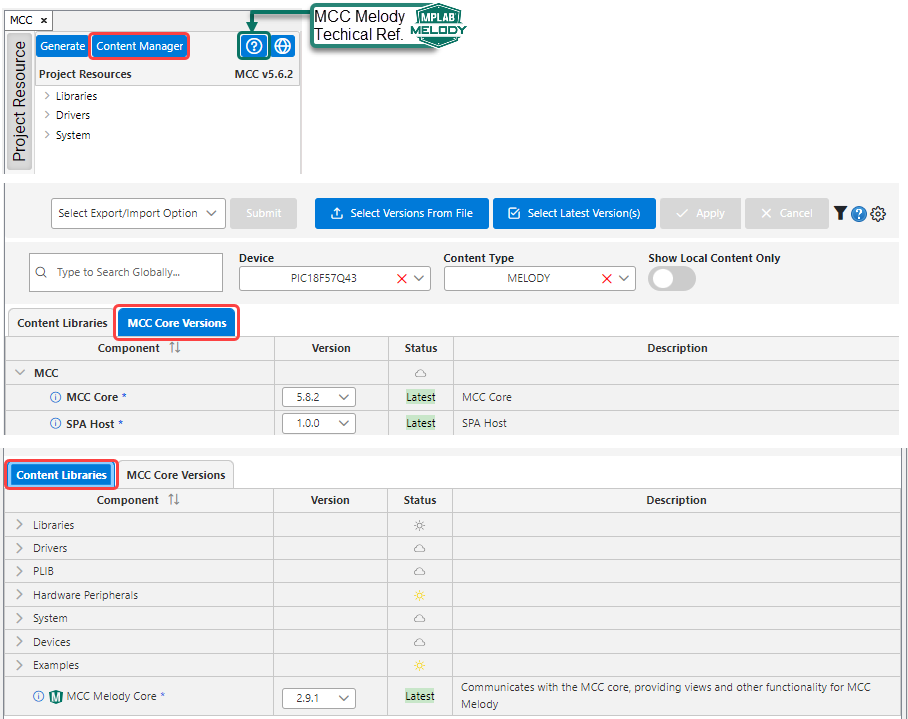 MCC ×
MCC Melody
Techical Ref.
MPLAB
MELODY
Project Resource
Generate Content Manager
Project Resources MCC v5.6.2
Libraries
Drivers
System
Select Export/Import Option Submit Select Versions From File Select Latest Version(s) Apply Cancel
Type to Search Globally...
Device
PIC18F57Q43
Content Type
MELODY
Show Local Content Only
Content Libraries MCC Core Versions
Component Version Status Description
MCC
MCC Core * 5.8.2 Latest MCC Core
SPA Host * 1.0.0 Latest SPA Host
Content Libraries MCC Core Versions
Component Version Status Description
Libraries
Drivers
PLIB
Hardware Peripherals
System
Devices
Examples
MCC Melody Core * 2.9.1 Latest Communicates with the MCC core, providing views and other functionality for MCC
Melody